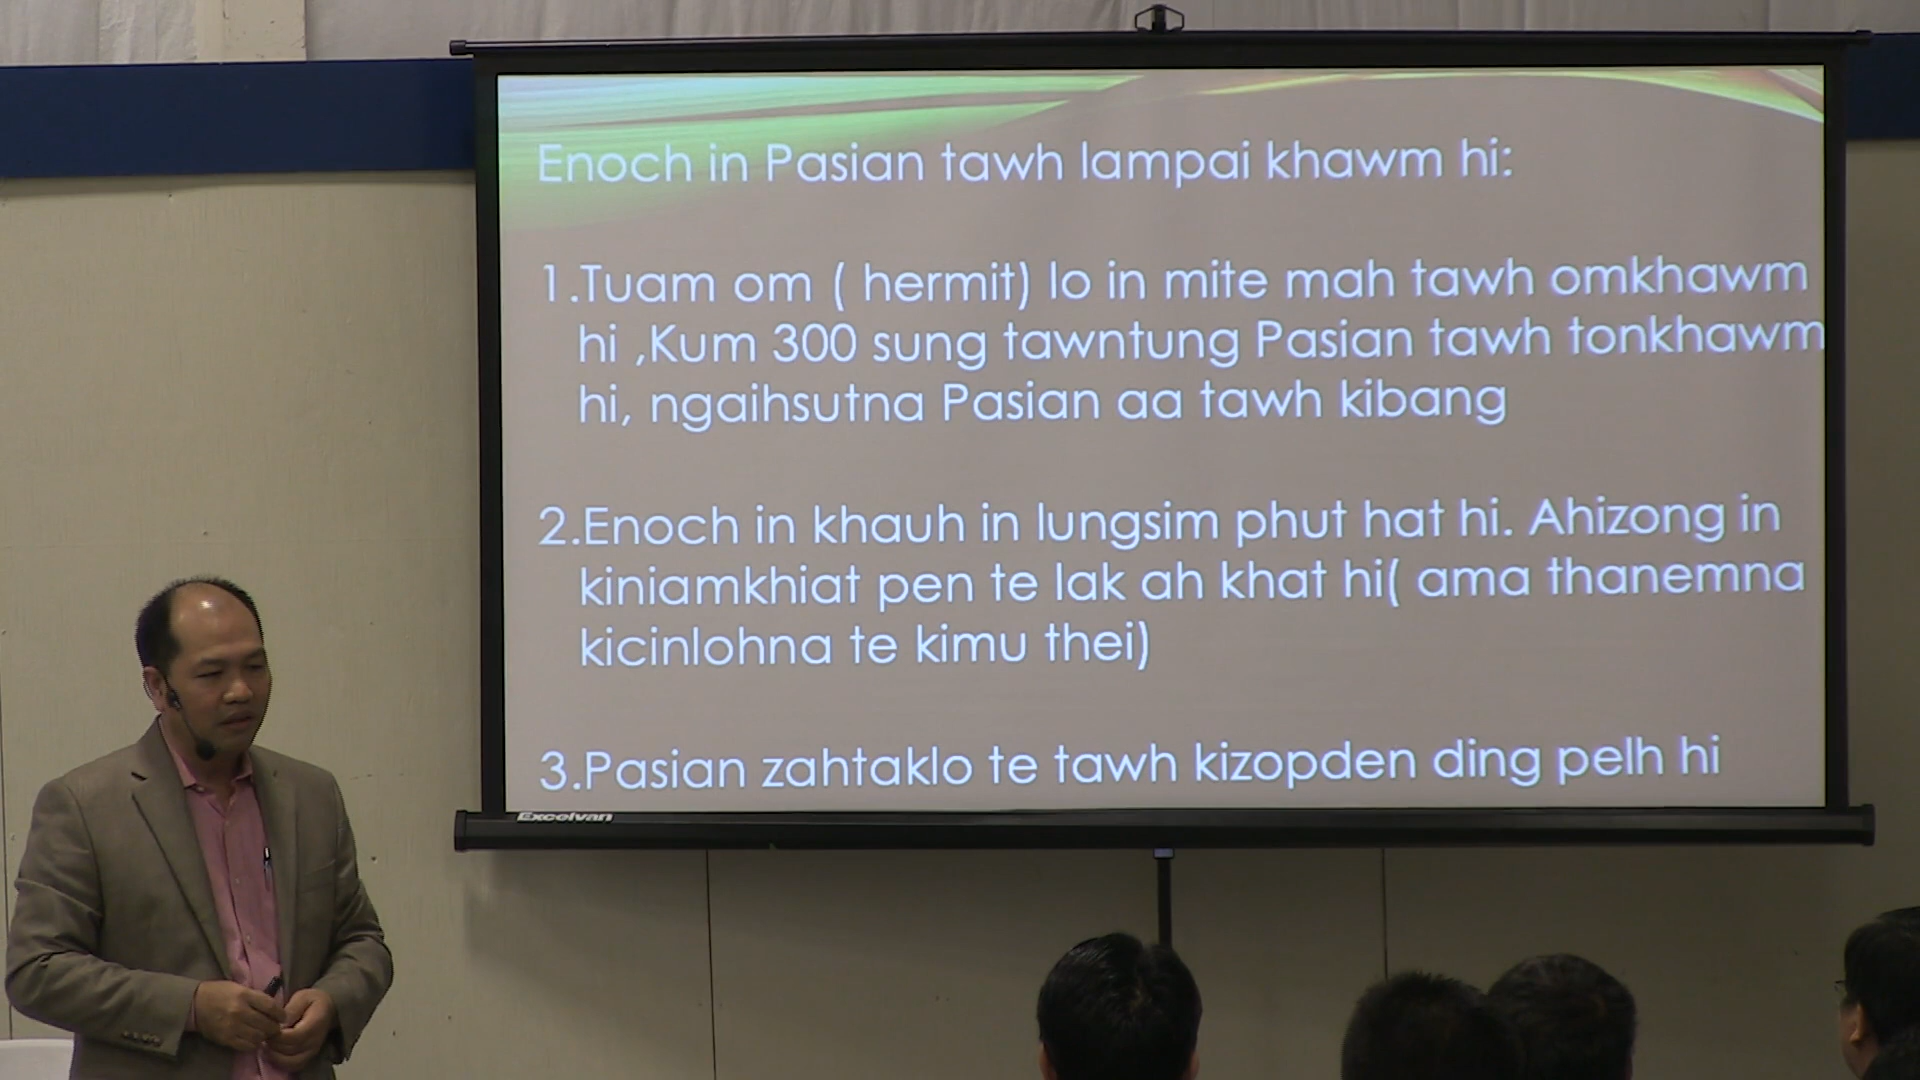 Enoch in Pasian tawh lampai khawm hi:
1.Tuam om ( hermit) lo in mite mah tawh omkhawm
hi ,Kum 300 sung tawntung Pasian tawh tonkhawm
hi, ngaihsutna Pasian aa tawh kibang
2.Enoch in khauh in lungsim phut hat hi. Ahizong in
kiniamkhiat pen te lak ah khat hi( ama thanemna
kicinlohna te kimu thei)
3.Pasian zahtaklo te tawh kizopden ding pelh hi
Excelvan